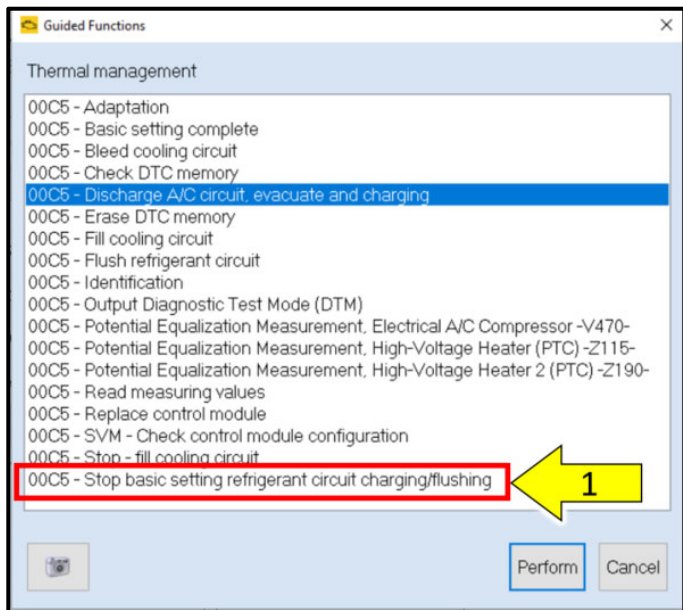 Guided Functions
Thermal management
00C5 - Adaptation
00C5 - Basic setting complete
00C5 - Bleed cooling circuit
00C5 - Check DTC memory
00C5 - Discharge A/C circuit, evacuate and charging
00C5 - Erase DTC memory
00C5 - Fill cooling circuit
00C5 - Flush refrigerant circuit
00C5 - Identification
00C5 - Output Diagnostic Test Mode (DTM)
00C5 - Potential Equalization Measurement, Electrical A/C Compressor -V470-
00C5 - Potential Equalization Measurement, High-Voltage Heater (PTC) -Z115-
00C5 - Potential Equalization Measurement, High-Voltage Heater 2 (PTC) -Z190-
00C5 - Read measuring values
00C5 - Replace control module
00C5 - SVM - Check control module configuration
00C5 - Stop - fill cooling circuit
00C5 - Stop basic setting refrigerant circuit charging/flushing
1
Perform
Cancel